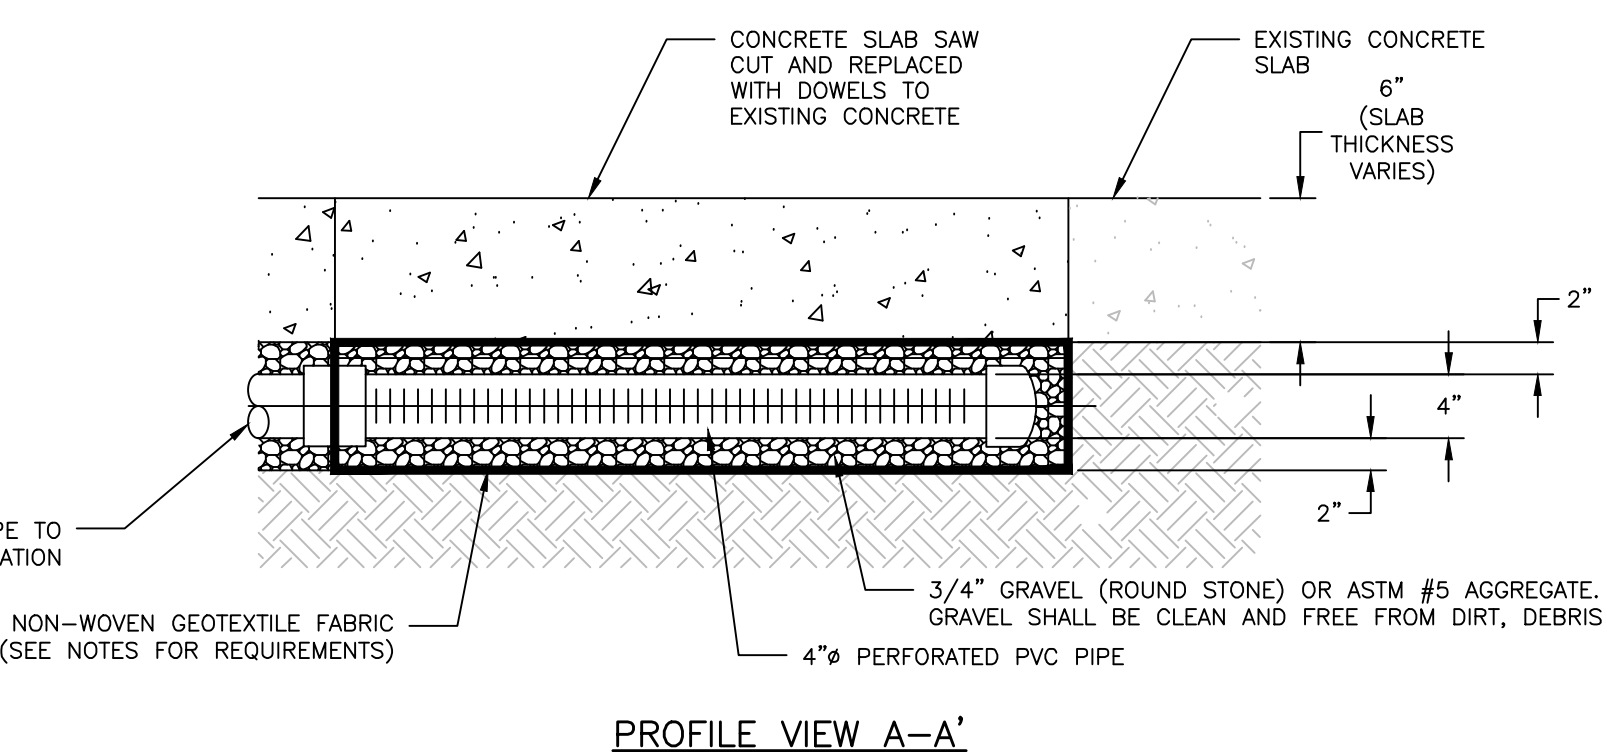 CONCRETE SLAB SAW
CUT AND REPLACED
WITH DOWELS TO
EXISTING CONCRETE
EXISTING CONCRETE
SLAB
6"
(SLAB
THICKNESS
VARIES)
2"
4"
2"
PE TO
ATION
NON-WOVEN GEOTEXTILE FABRIC
(SEE NOTES FOR REQUIREMENTS)
3/4" GRAVEL (ROUND STONE) OR ASTM #5 AGGREGATE.
GRAVEL SHALL BE CLEAN AND FREE FROM DIRT, DEBRIS
4"ø PERFORATED PVC PIPE
PROFILE VIEW A-A'